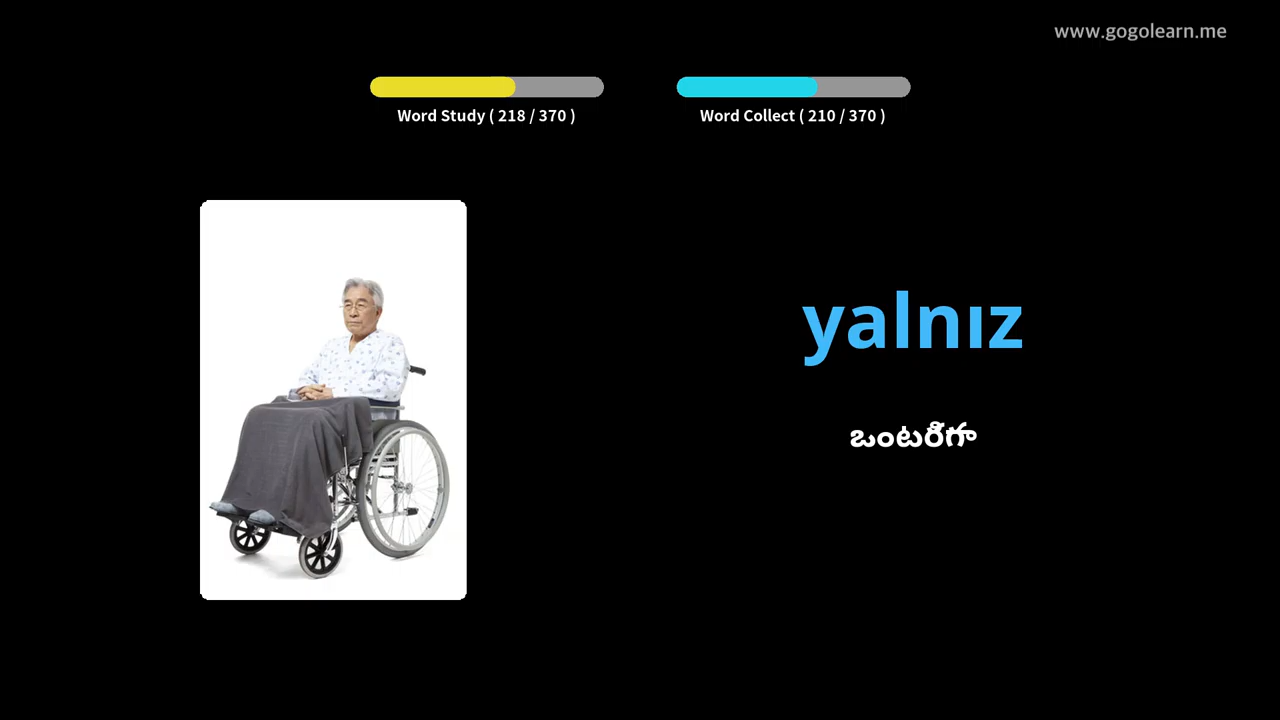 www.gogolearn.me
Word Study ( 218 / 370 )
Word Collect ( 210 / 370 )
yalnız
ఒంటరిగా